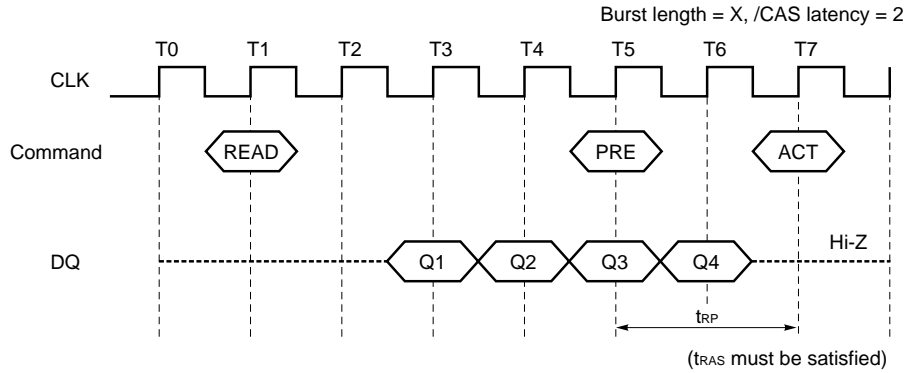 Burst length = X, /CAS latency = 2
T0 T1 T2 T3 T4 T5 T6 T7
CLK
Command READ PRE ACT
Hi-Z
DQ Q1 Q2 Q3 Q4
tRP
(tRAS must be satisfied)